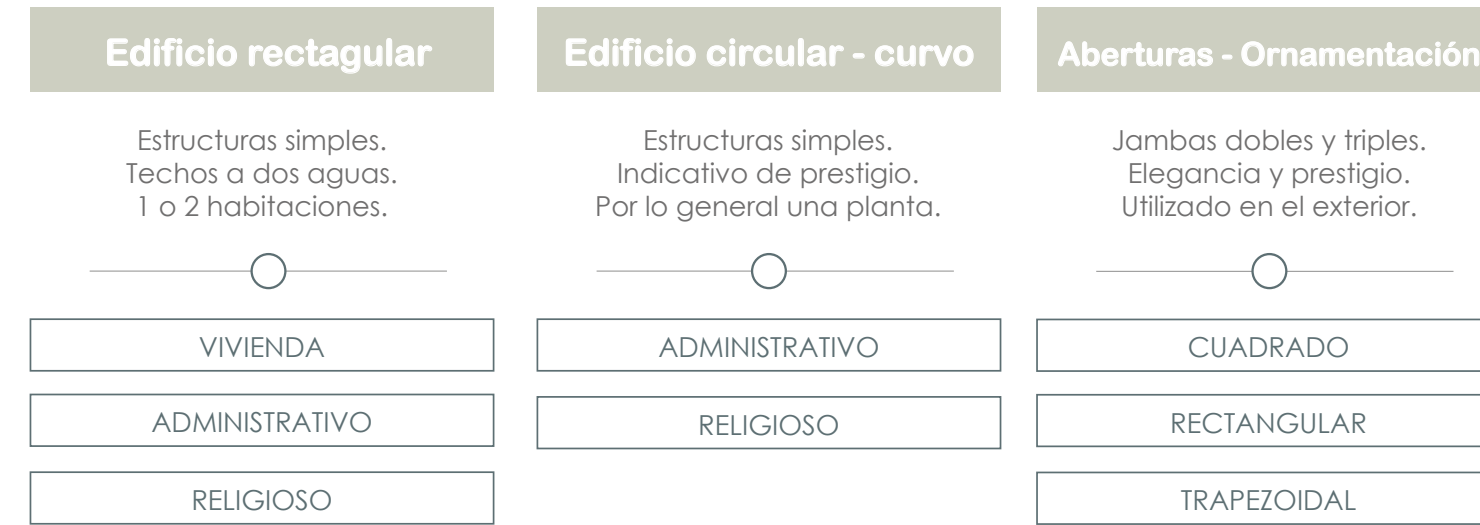 Edificio rectagular
Estructuras simples.
Techos a dos aguas.
1 o 2 habitaciones.
VIVIENDA
ADMINISTRATIVO
RELIGIOSO
Edificio circular - curvo
Estructuras simples.
Indicativo de prestigio.
Por lo general una planta.
ADMINISTRATIVO
RELIGIOSO
Aberturas - Ornamentación
Jambas dobles y triples.
Elegancia y prestigio.
Utilizado en el exterior.
CUADRADO
RECTANGULAR
TRAPEZOIDAL